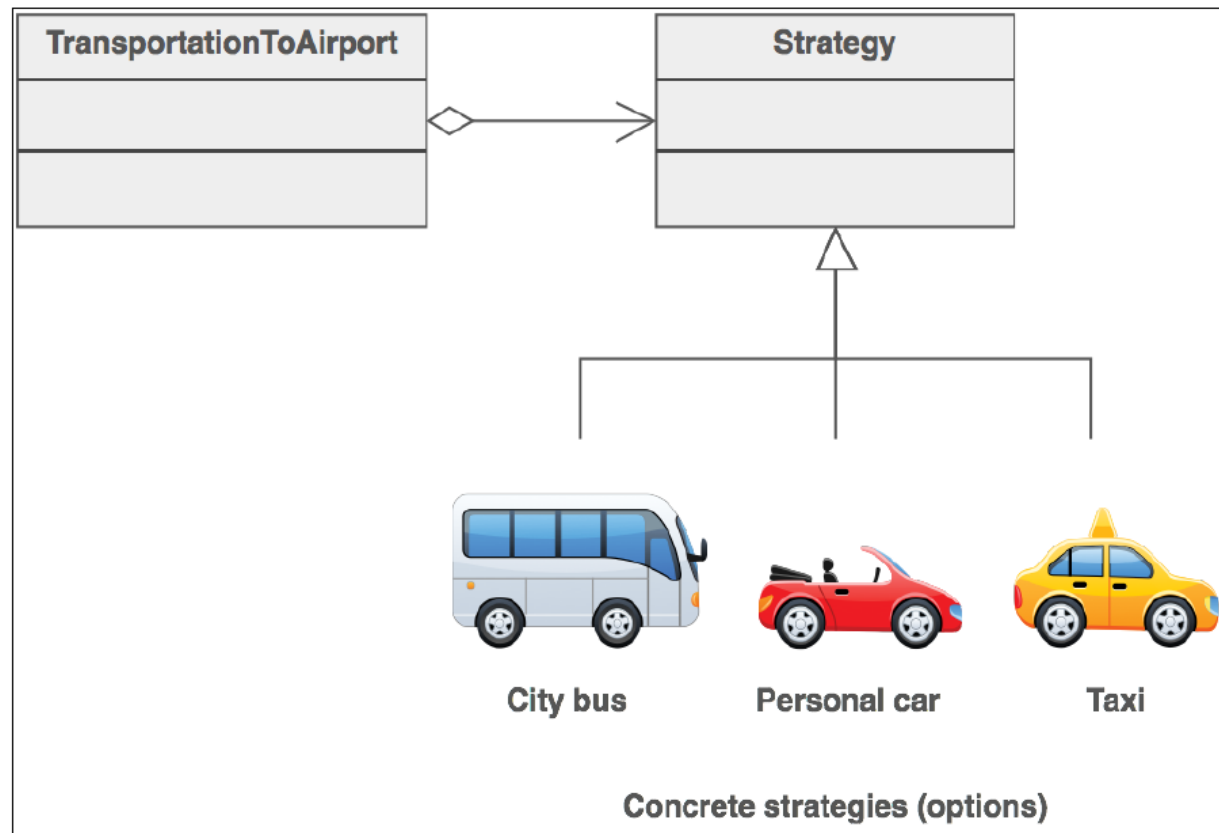 TransportationToAirport
Strategy
City bus
Personal car
Taxi
Concrete strategies (options)